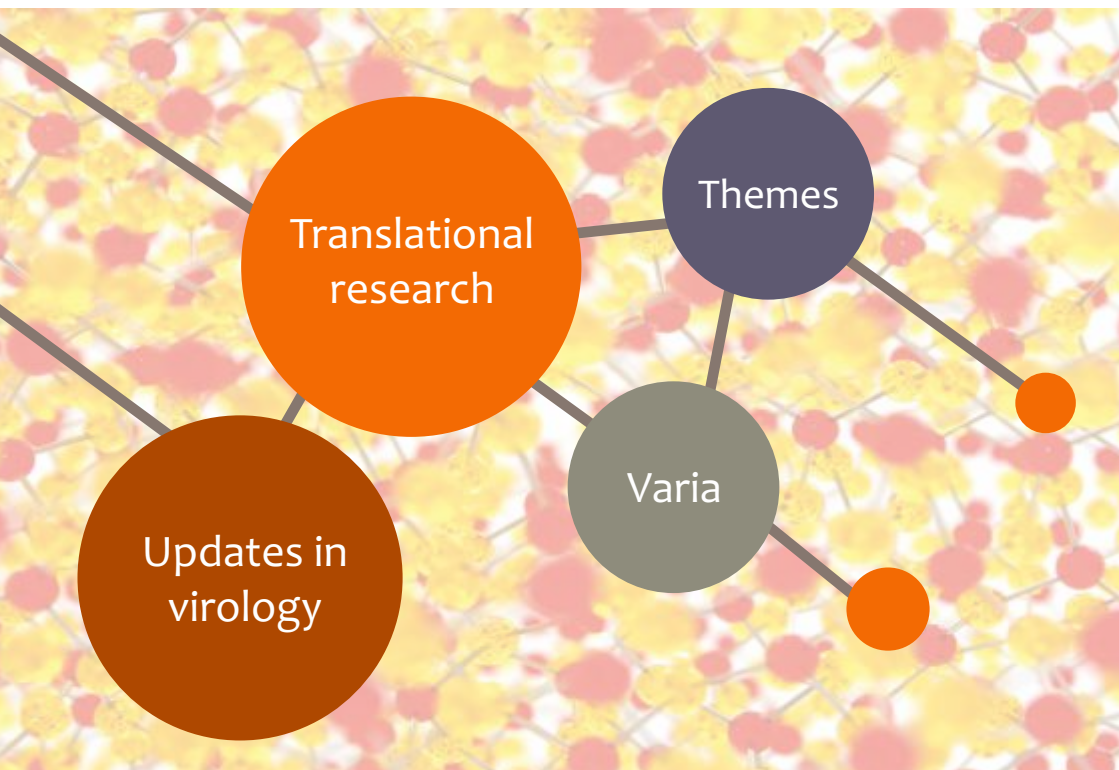 Translational
research
Themes
Varia
Updates in
virology